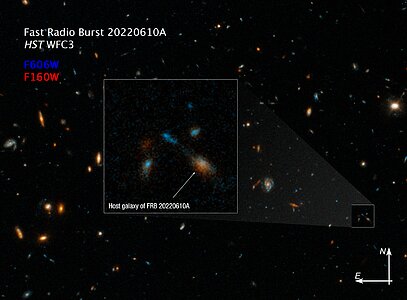 Fast Radio Burst 20220610A
HST WFC3
F606W
F160W
Host galaxy of FRB 20220610A
N
E